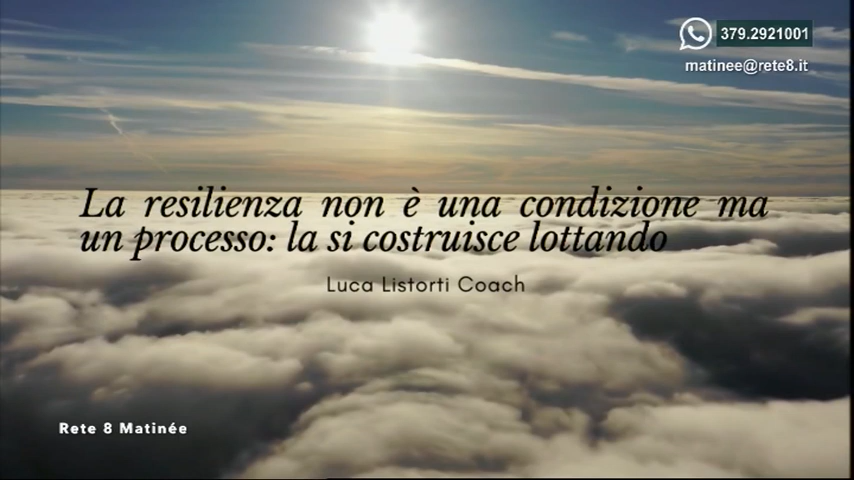 379.2921001
matinee@rete8.it
La resilienza non è una condizione ma
un processo: la si costruisce lottando
Luca Listorti Coach
Rete 8 Matinée